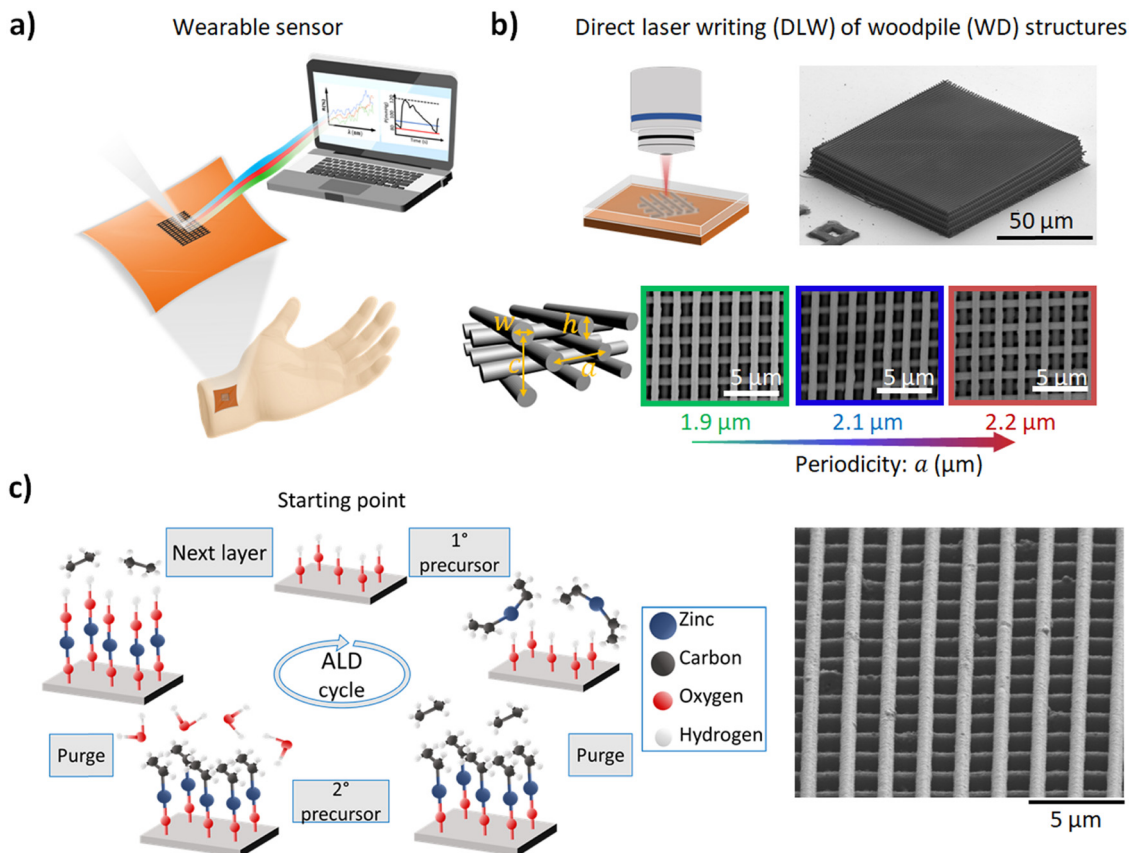 a)
Wearable sensor
λ (nm)
Time (s)
b)
Direct laser writing (DLW) of woodpile (WD) structures
50 µm
w
h
c
a
5 µm
5 µm
5 µm
1.9 µm
2.1 µm
2.2 µm
Periodicity: a (µm)
c)
Starting point
Next layer
1°
precursor
ALD
cycle
Zinc
Carbon
Oxygen
Hydrogen
Purge
2°
precursor
Purge
5 µm